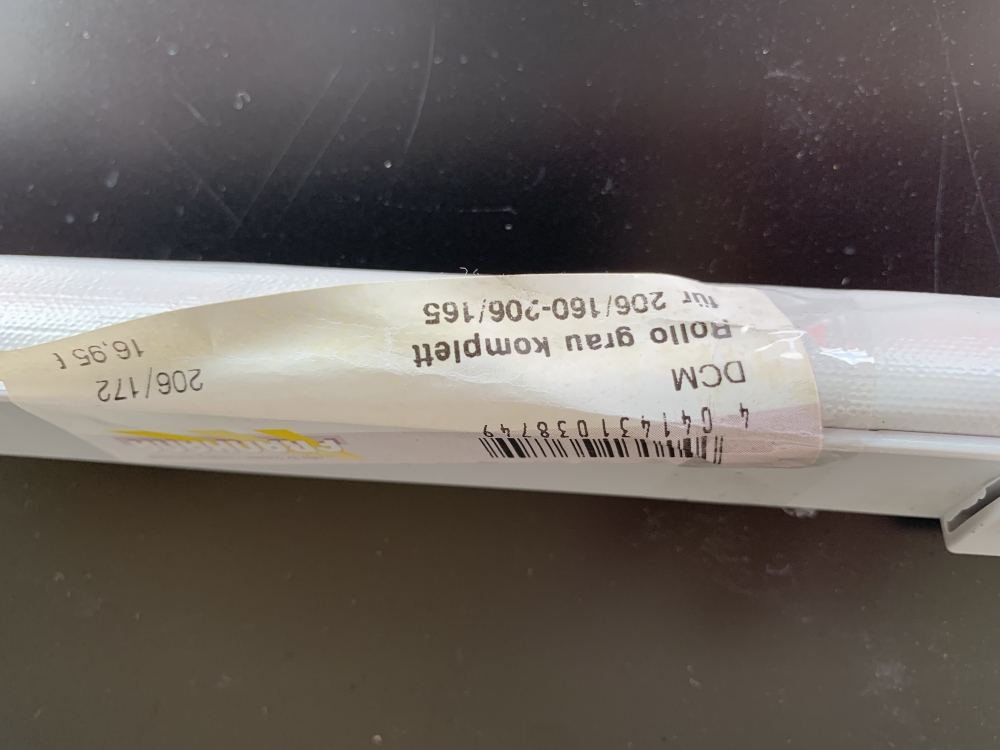 4 041431 038749
DCM
Rollo grau komplett
für 206/160-206/165
206/172
16,95